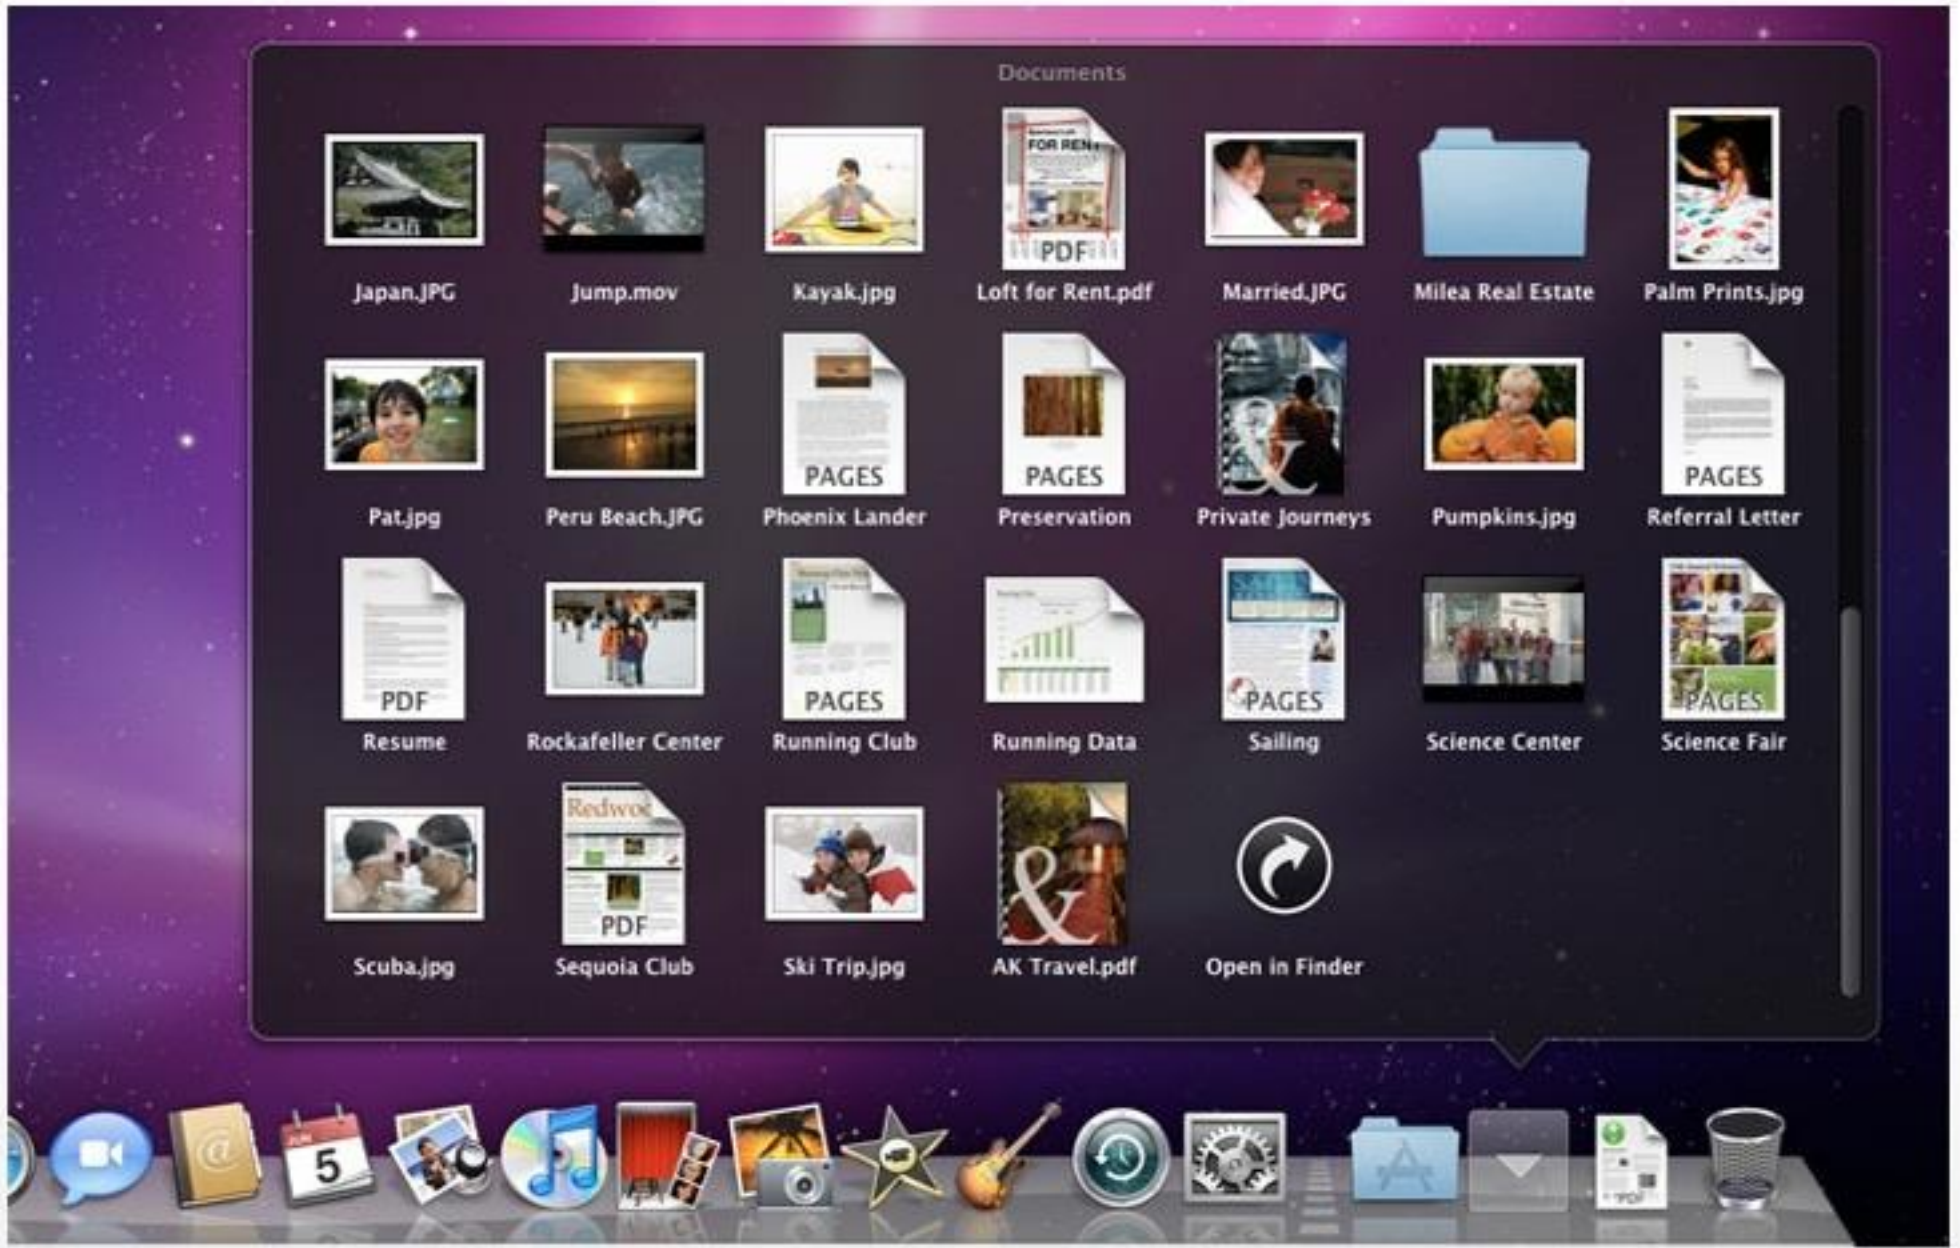 Documents
FOR RENT
PDF
Japan.JPG
Jump.mov
Kayak.jpg
Loft for Rent.pdf
Married.JPG
Milea Real Estate
Palm Prints.jpg
PAGES
PAGES
&
PAGES
Pat.jpg
Peru Beach.JPG
Phoenix Lander
Preservation
Private Journeys
Pumpkins.jpg
Referral Letter
PDF
PAGES
PAGES
PAGES
Resume
Rockafeller Center
Running Club
Running Data
Sailing
Science Center
Science Fair
Redwoo
PDF
&
Scuba.jpg
Sequoia Club
Ski Trip.jpg
AK Travel.pdf
Open in Finder
@
JUN
5
PDF